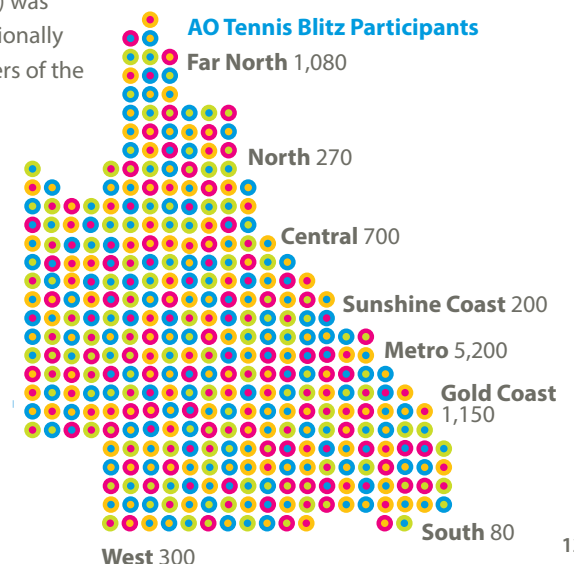 ) was
ionally
ers of the
AO Tennis Blitz Participants
Far North 1,080
North 270
Central 700
Sunshine Coast 200
Metro 5,200
Gold Coast
1,150
South 80
West 300
1